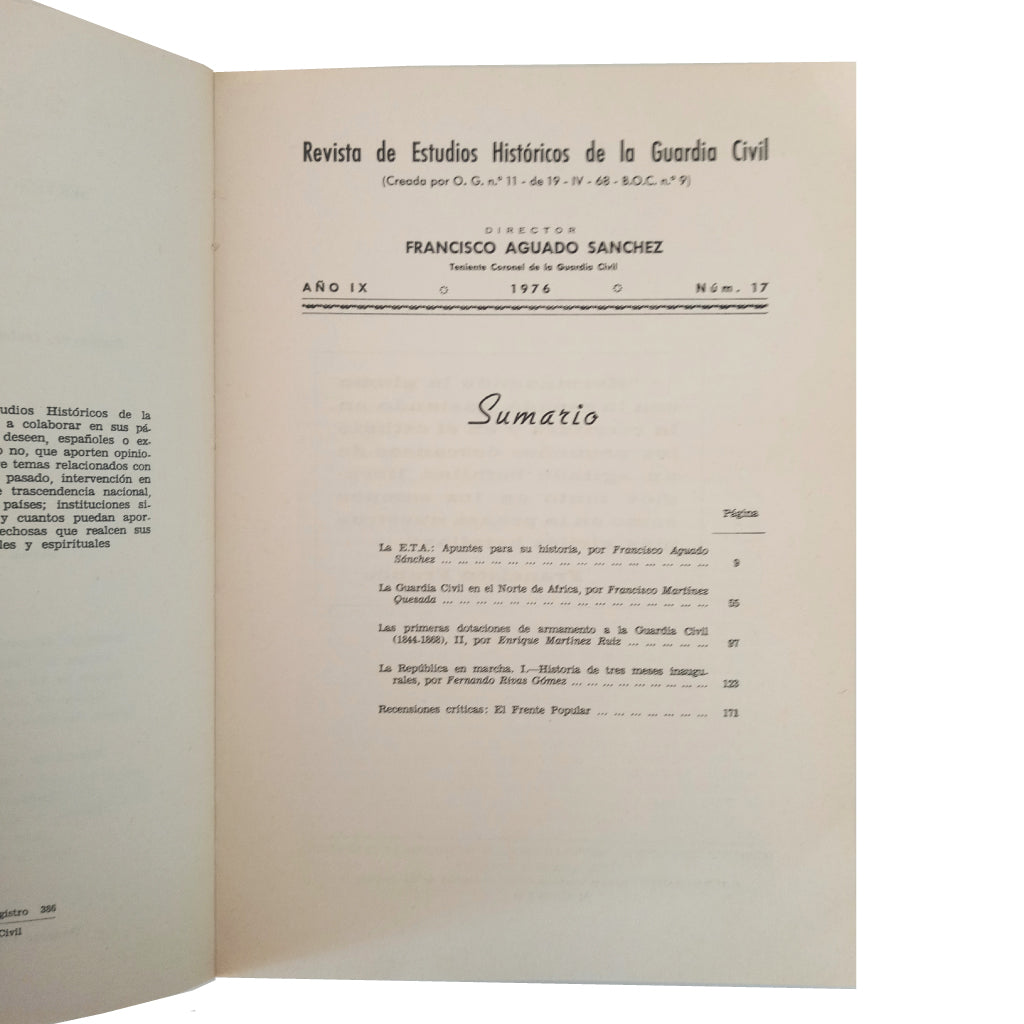 udios Históricos de la
a colaborar en sus pá-
deseen, españoles o ex-
no, que aporten opinio-
e temas relacionados con
pasado, intervención en
e trascendencia nacional,
países; instituciones si-
y cuantos puedan apor-
echosas que realcen sus
les y espirituales
gistro 386
Civil
Revista de Estudios Históricos de la Guardia Civil
(Creada por O. G. n.º 11 - de 19 - IV - 68 - B.O.C. n.º 9)
DIRECTOR
FRANCISCO AGUADO SANCHEZ
Teniente Coronel de la Guardia Civil
AÑO IX 1976 Núm. 17
Sumario
Página
La E.T.A.: Apuntes para su historia, por Francisco Aguado
Sánchez ... ... ... ... ... ... ... ... ... ... ... ... ... ... ... ... 9
La Guardia Civil en el Norte de Africa, por Francisco Martínez
Quesada ... ... ... ... ... ... ... ... ... ... ... ... ... ... ... ... 55
Las primeras dotaciones de armamento a la Guardia Civil
(1844-1868), II, por Enrique Martínez Ruiz ... ... ... ... ... 97
La República en marcha. I.—Historia de tres meses inaugu-
rales, por Fernando Rivas Gómez ... ... ... ... ... ... ... ... 123
Recensiones críticas: El Frente Popular ... ... ... ... ... ... ... 171